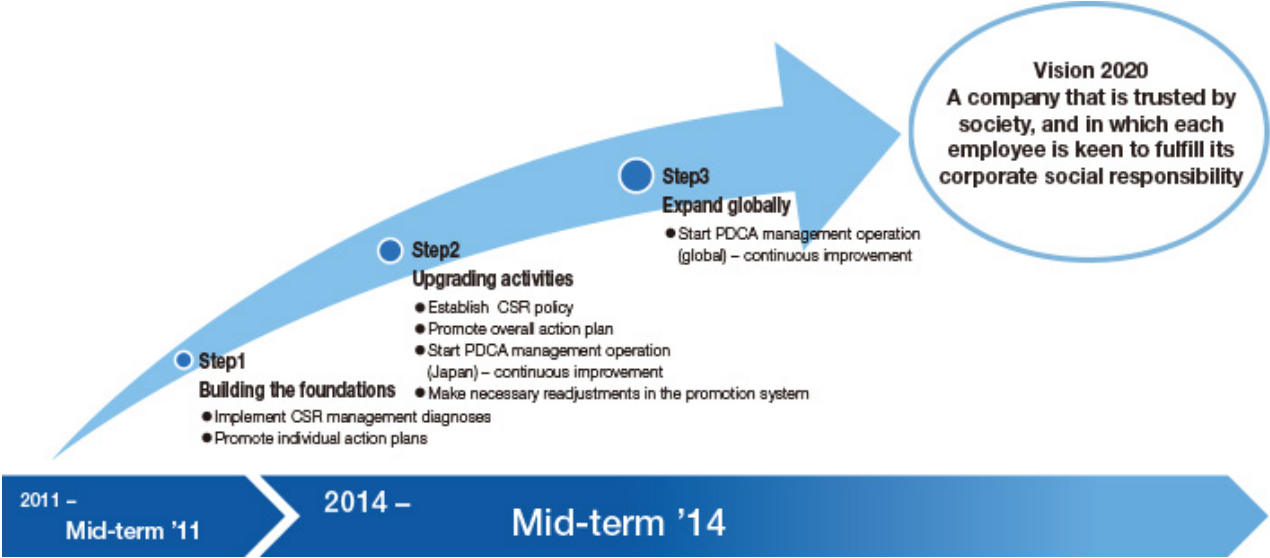 Vision 2020
A company that is trusted by
society, and in which each
employee is keen to fulfill its
corporate social responsibility
Step3
Expand globally
● Start PDCA management operation
(global) – continuous improvement
Step2
Upgrading activities
● Establish CSR policy
● Promote overall action plan
● Start PDCA management operation
(Japan) – continuous improvement
● Make necessary readjustments in the promotion system
Step1
Building the foundations
● Implement CSR management diagnoses
● Promote individual action plans
2011 –
Mid-term ’11
2014 –
Mid-term ’14